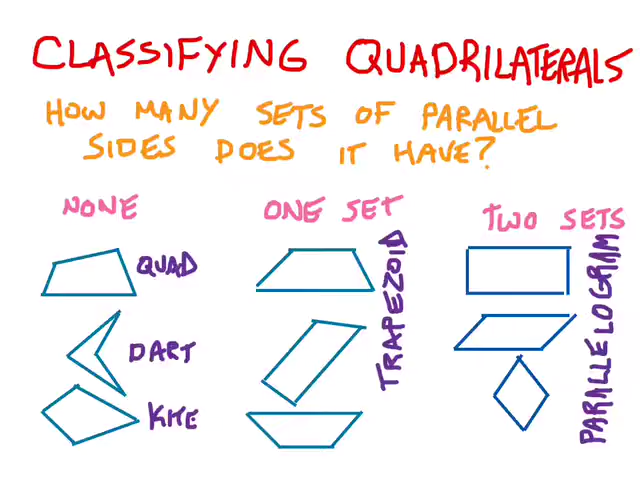 CLASSIFYING QUADRILATERALS
HOW MANY SETS OF PARALLEL
SIDES DOES IT HAVE?
NONE
QUAD
DART
KITE
ONE SET
TRAPEZOID
TWO SETS
PARALLELOGRAM